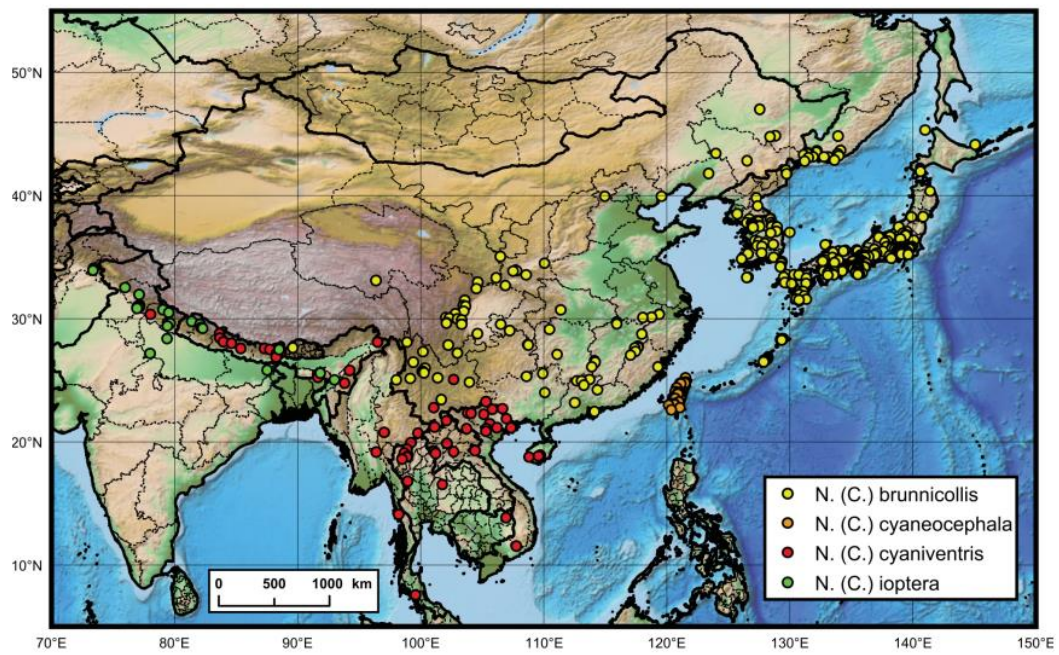 50°N
40°N
30°N
20°N
10°N
0 500 1000 km
N. (C.) brunnicollis
N. (C.) cyaneocephala
N. (C.) cyaniventris
N. (C.) ioptera
70°E 80°E 90°E 100°E 110°E 120°E 130°E 140°E 150°E